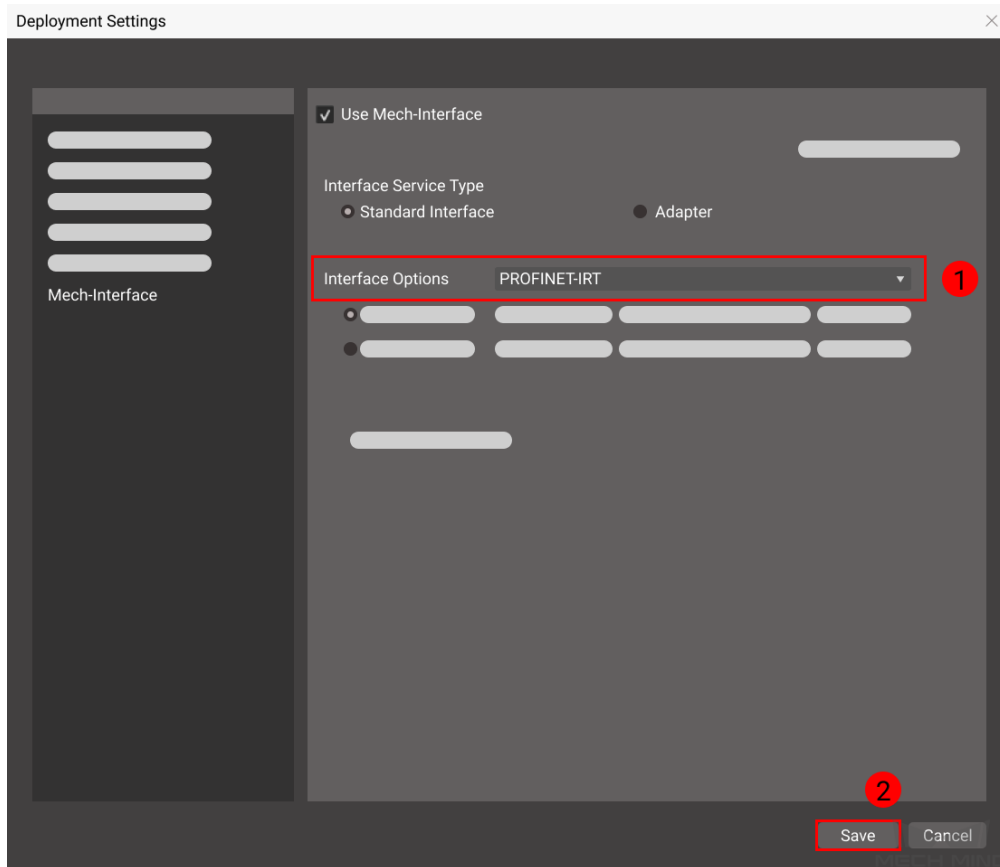 Deployment Settings
Use Mech-Interface
Interface Service Type
Standard Interface Adapter
Interface Options PROFINET-IRT 1
Mech-Interface
2
Save Cancel